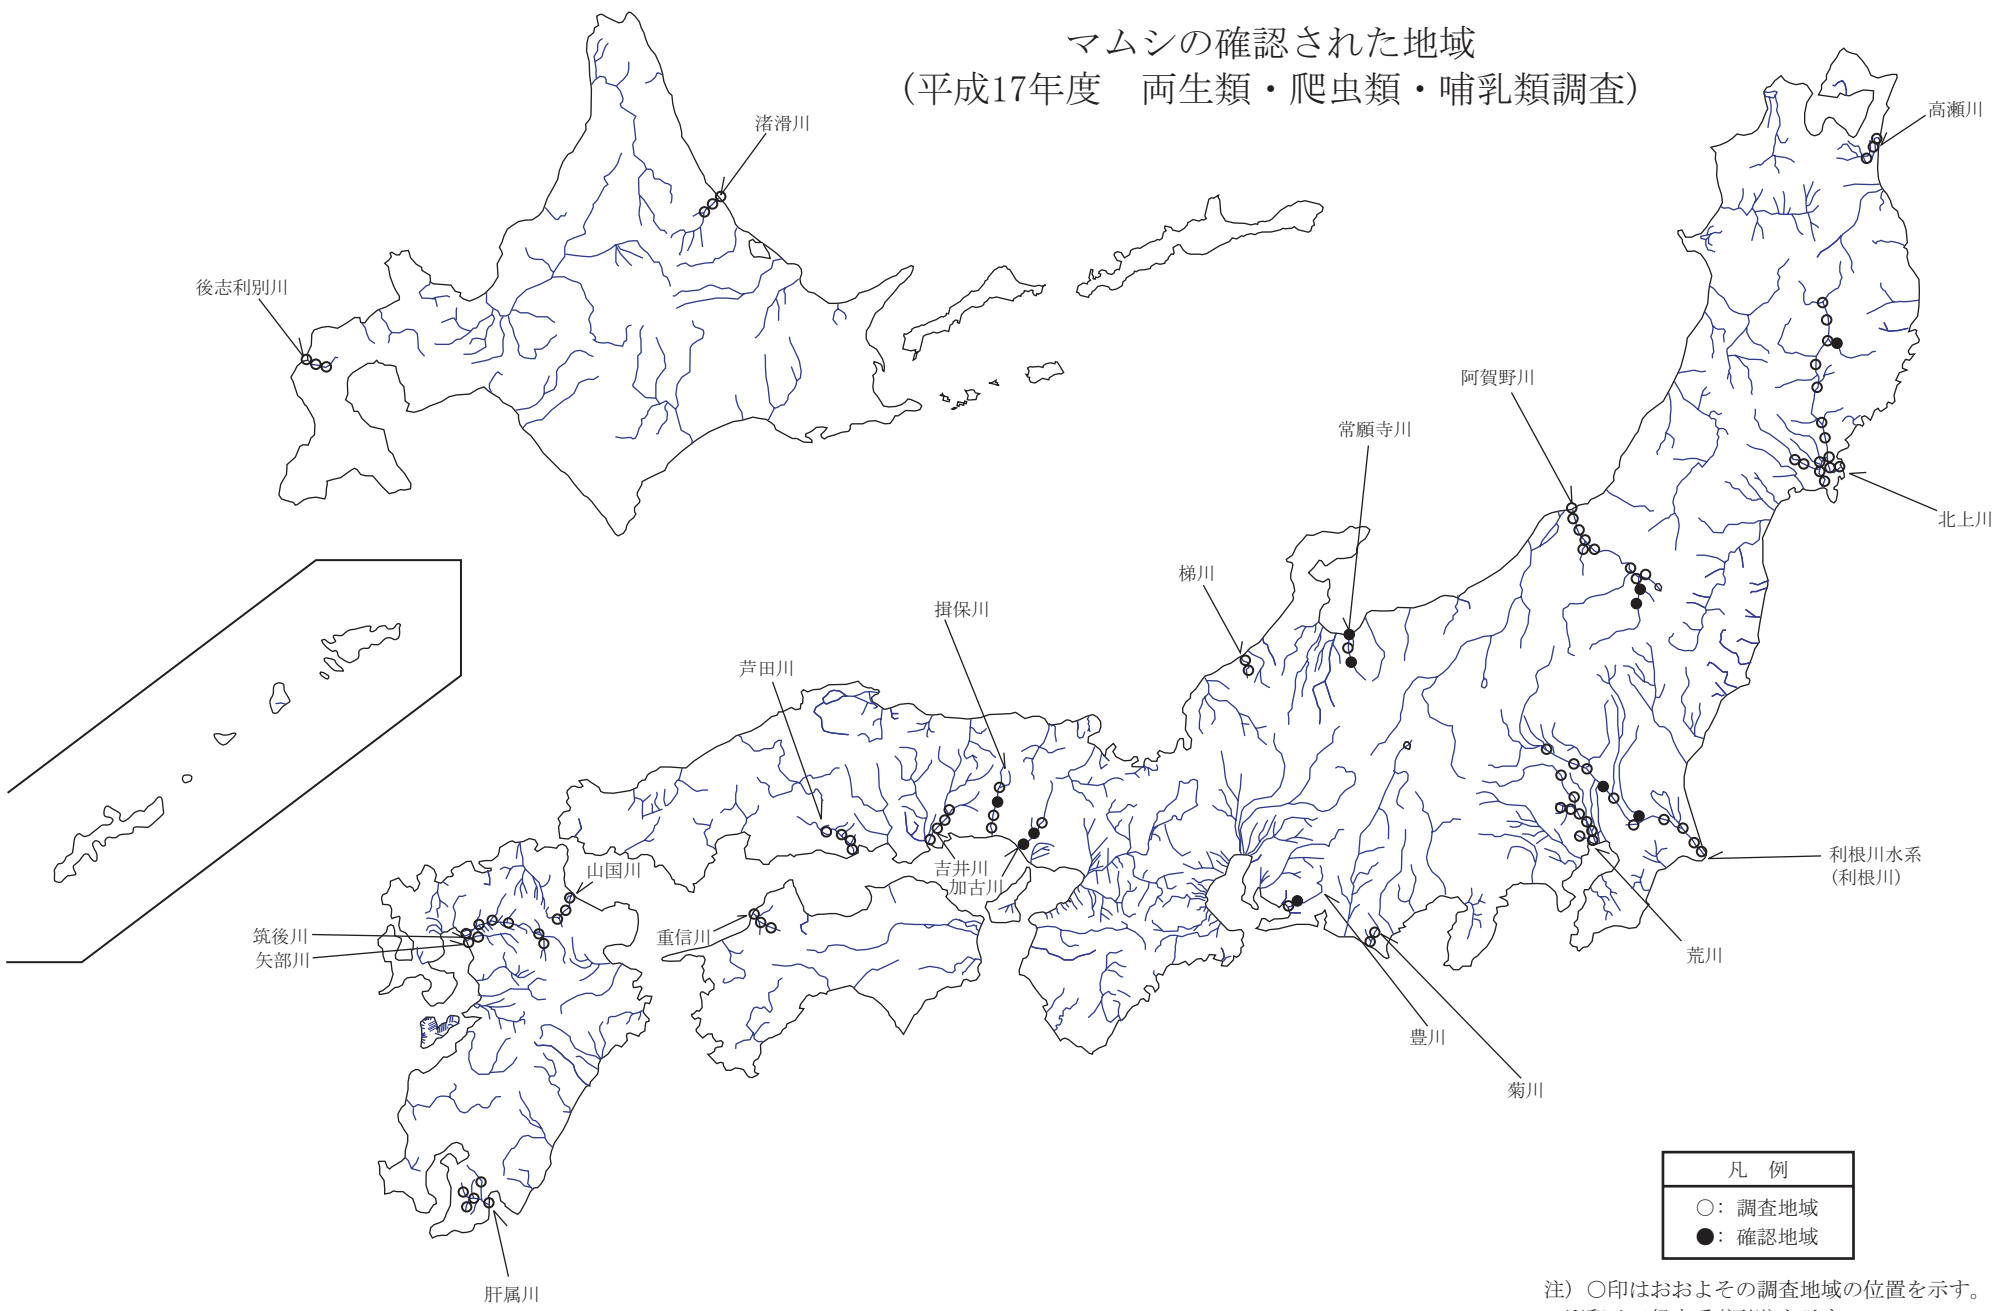 マムシの確認された地域
(平成17年度 両生類・爬虫類・哺乳類調査)
渚滑川
高瀬川
後志利別川
阿賀野川
常願寺川
北上川
梯川
揖保川
芦田川
吉井川
加古川
山国川
利根川水系
(利根川)
筑後川
矢部川
重信川
荒川
豊川
菊川
肝属川
凡 例
○: 調査地域
●: 確認地域
注) ○印はおおよその調査地域の位置を示す。